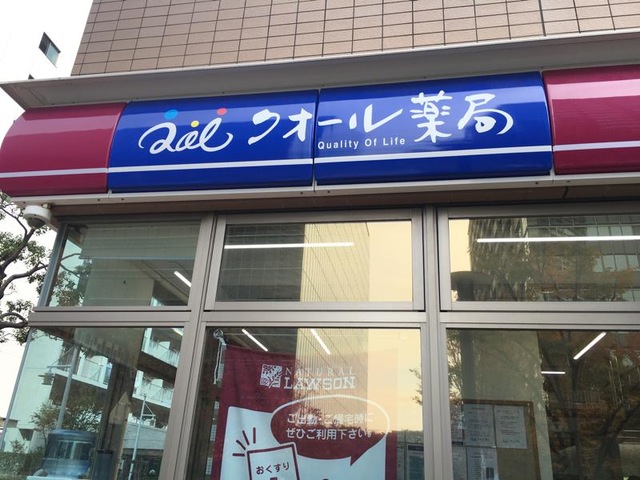 Qol クオール薬局
Quality Of Life
NATURAL
LAWSON
ご出勤・ご帰宅時に
ぜひご利用下さい
おくすり